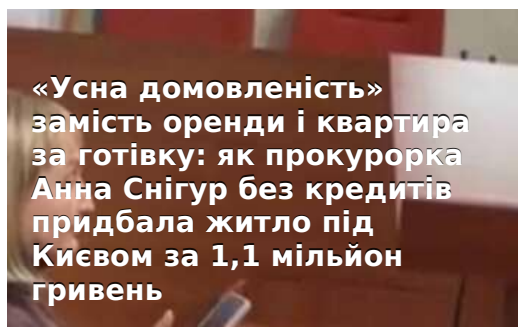 «Усна домовленість»
замість оренди і квартира
за готівку: як прокурорка
Анна Снігур без кредитів
придбала житло під
Києвом за 1,1 мільйон
гривень